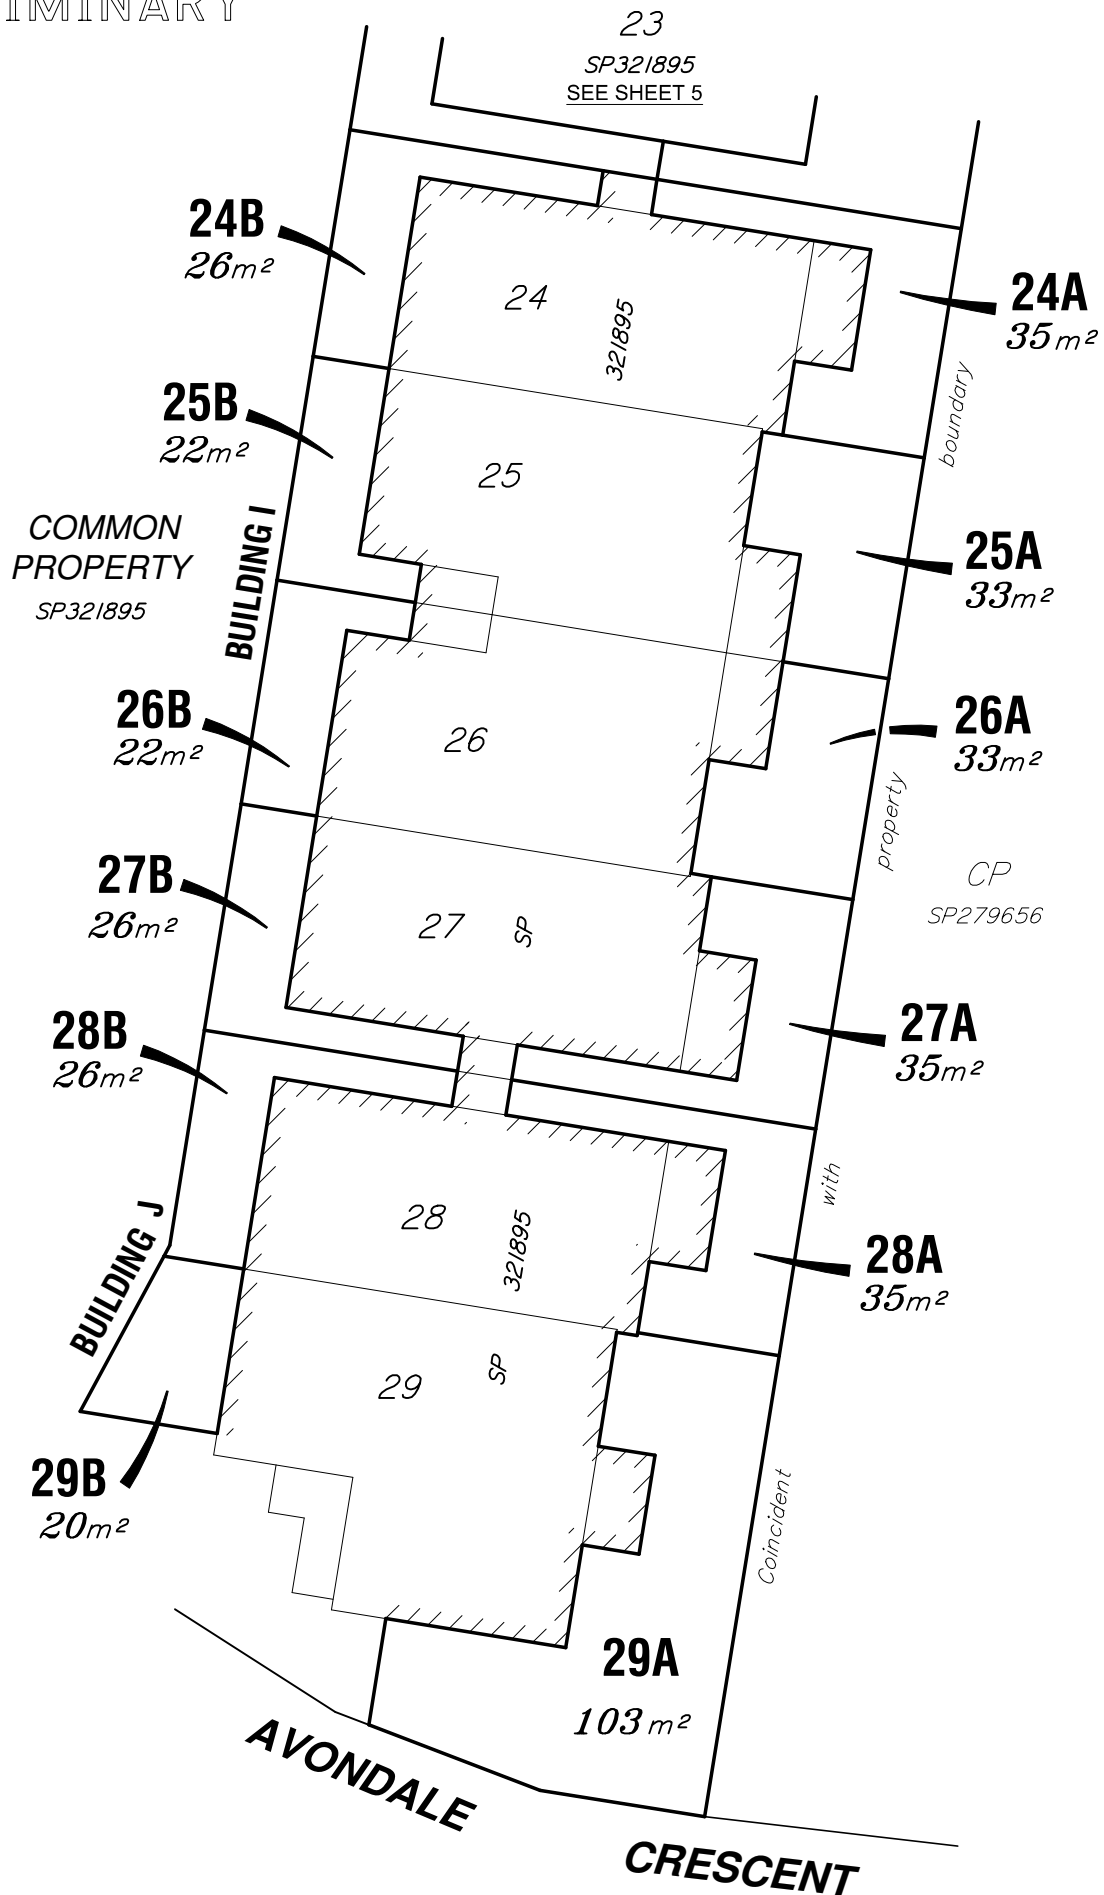 IMINARY
23
SP321895
SEE SHEET 5
24B
26m²
24
321895
24A
35m²
boundary
25B
22m²
25
COMMON
PROPERTY
SP321895
BUILDING I
25A
33m²
26B
22m²
26
26A
33m²
property
27B
26m²
27
SP
CP
SP279656
28B
26m²
27A
35m²
with
28
321895
BUILDING J
28A
35m²
29
SP
29B
20m²
Coincident
29A
103m²
AVONDALE
CRESCENT